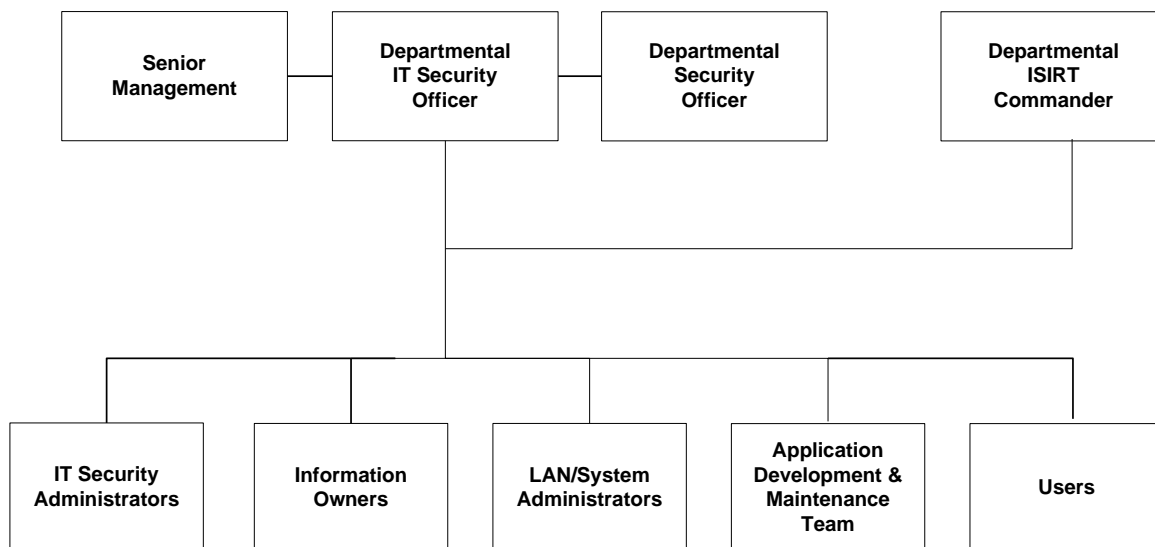 Senior
Management
Departmental
IT Security
Officer
Departmental
Security
Officer
Departmental
ISIRT
Commander
IT Security
Administrators
Information
Owners
LAN/System
Administrators
Application
Development &
Maintenance
Team
Users